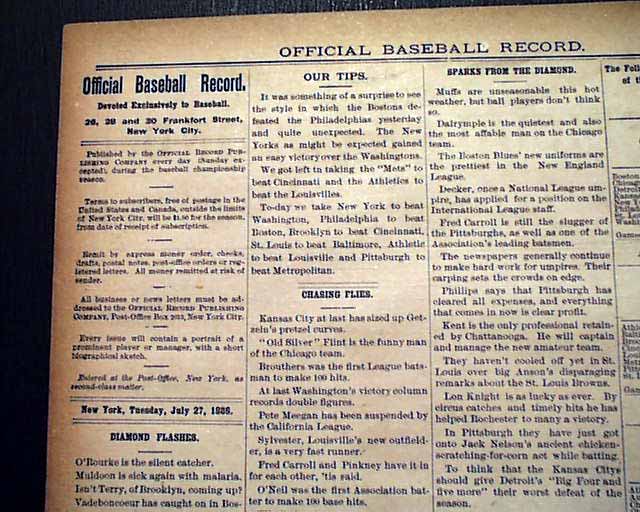 OFFICIAL BASEBALL RECORD.
Official Baseball Record.
Devoted Exclusively to Baseball.
26, 28 and 30 Frankfort Street,
New York City.
Published by the OFFICIAL RECORD PUB-
LISHING COMPANY every day (Sunday ex-
cepted), during the baseball championship
season.
Terms to subscribers, free of postage in the
United States and Canada, outside the limits
of New York City, will be $1.50 for the season,
from date of receipt of subscription.
Remit by express money order, checks,
drafts, postal notes, post-office orders or reg-
istered letters. All money remitted at risk of
sender.
All business or news letters must be ad-
dressed to the OFFICIAL RECORD PUBLISHING
COMPANY, Post-Office Box New York City.
Every issue will contain a portrait of a
prominent player or manager, with a short
biographical sketch.
Entered at the Post-Office, New York, as
second-class matter.
New York, Tuesday, July 27, 1886.
DIAMOND FLASHES.
O'Rourke is the silent catcher.
Muldoon is sick again with malaria.
Isn't Terry, of Brooklyn, coming up?
Vadeboncoeur has caught on in Bos-
OUR TIPS.
It was something of a surprise to see
the style in which the Bostons de-
feated the Philadelphias yesterday
and quite unexpected. The New
Yorks as might be expected gained
an easy victory over the Washingtons.
We got left in taking the "Mets" to
beat Cincinnati and the Athletics to
beat the Louisvilles.
To-day we take New York to beat
Washington, Philadelphia to beat
Boston, Brooklyn to beat Cincinnati,
St. Louis to beat Baltimore, Athletic
to beat Louisville and Pittsburg to
beat Metropolitan.
CHASING FLIES.
Kansas City at last has sized up Get-
zein's pretzel curves.
"Old Silver" Flint is the funny man
of the Chicago team.
Brouthers was the first League bats-
man to make 100 hits.
At last Washington's victory column
records double figures.
Pete Meegan has been suspended by
the California League.
Sylvester, Louisville's new outfield-
er, is a very fast runner.
Fred Carroll and Pinkney have it in
for each other, 'tis said.
O'Neil was the first Association bat-
ter to make 100 base hits.
SPARKS FROM THE DIAMOND.
Muffs are unseasonable this hot
weather, but ball players don't think
so.
Dalrymple is the quietest and also
the most affable man on the Chicago
team.
The Boston Blues' new uniforms are
the prettiest in the New England
League.
Decker, once a National League um-
pire, has applied for a position on the
International League staff.
Fred Carroll is still the slugger of
the Pittsburghs, as well as one of the
Association's leading batsmen.
The newspapers generally continue
to make hard work for umpires. Their
carping sets the crowds on edge.
Phillips says that Pittsburgh has
cleared all expenses, and everything
that comes in now is clear profit.
Kent is the only professional retain-
ed by Chattanooga. He will captain
and manage the new amateur team.
They haven't cooled off yet in St.
Louis over big Anson's disparaging
remarks about the St. Louis Browns.
Lon Knight is as lucky as ever. By
circus catches and timely hits he has
helped Rochester to many a victory.
In Pittsburg they have just got
onto Jack Nelson's ancient chicken-
scratching-for-corn act while batting.
To think that the Kansas Citys
should give Detroit's "Big Four and
five more" their worst defeat of the
season.
The Foll
of t
Boston
Chicago
Detroit
Kansas
New
Phila
St. L
Wash
Games
Athlet
Balti
Brook
Cincin
Louis
Metro
Pitts
St. L
Game